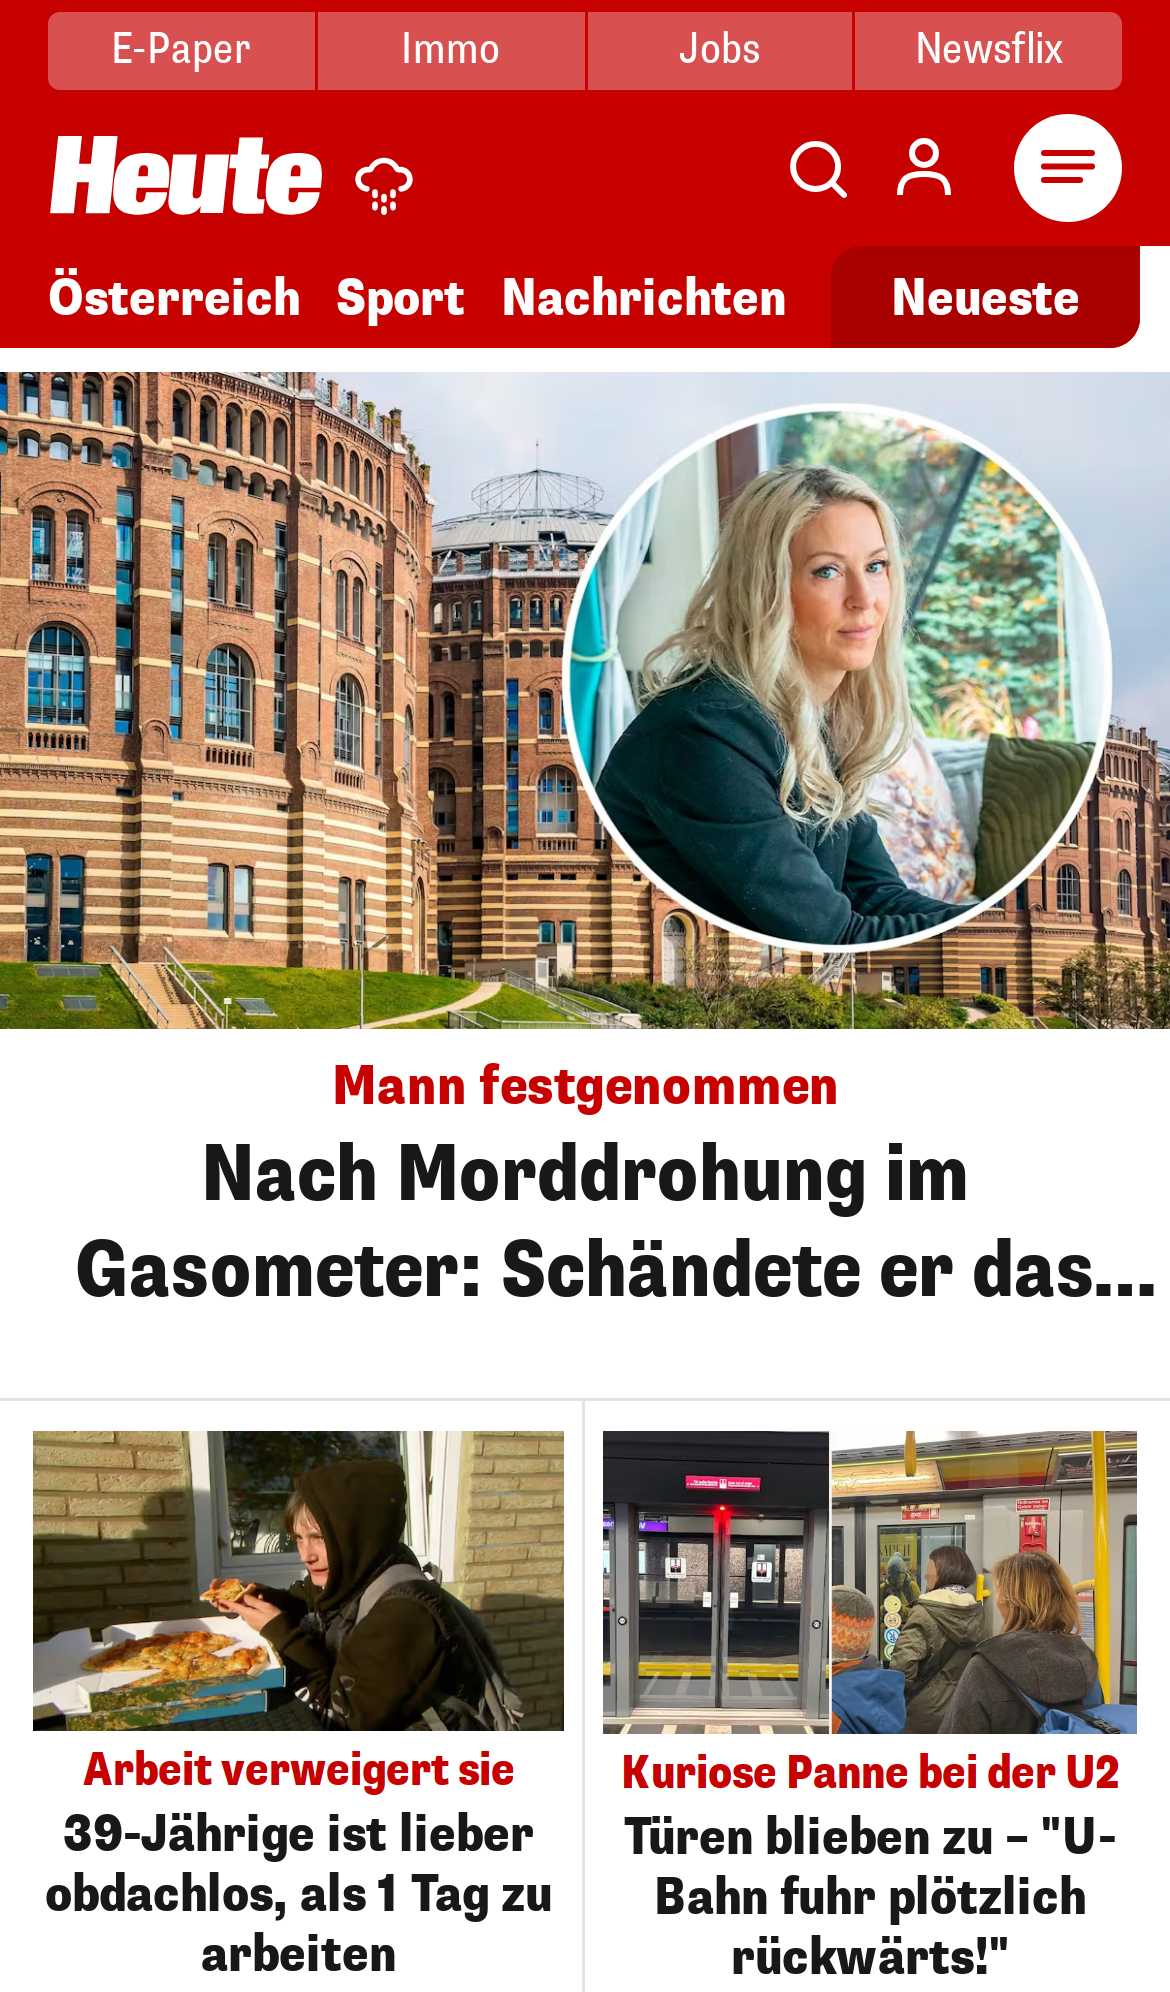 E-Paper Immo Jobs Newsflix
Heute
Österreich Sport Nachrichten Neueste
Mann festgenommen
Nach Morddrohung im
Gasometer: Schändete er das...
Arbeit verweigert sie
39-Jährige ist lieber
obdachlos, als 1 Tag zu
arbeiten
Kuriose Panne bei der U2
Türen blieben zu – "U-
Bahn fuhr plötzlich
rückwärts!"